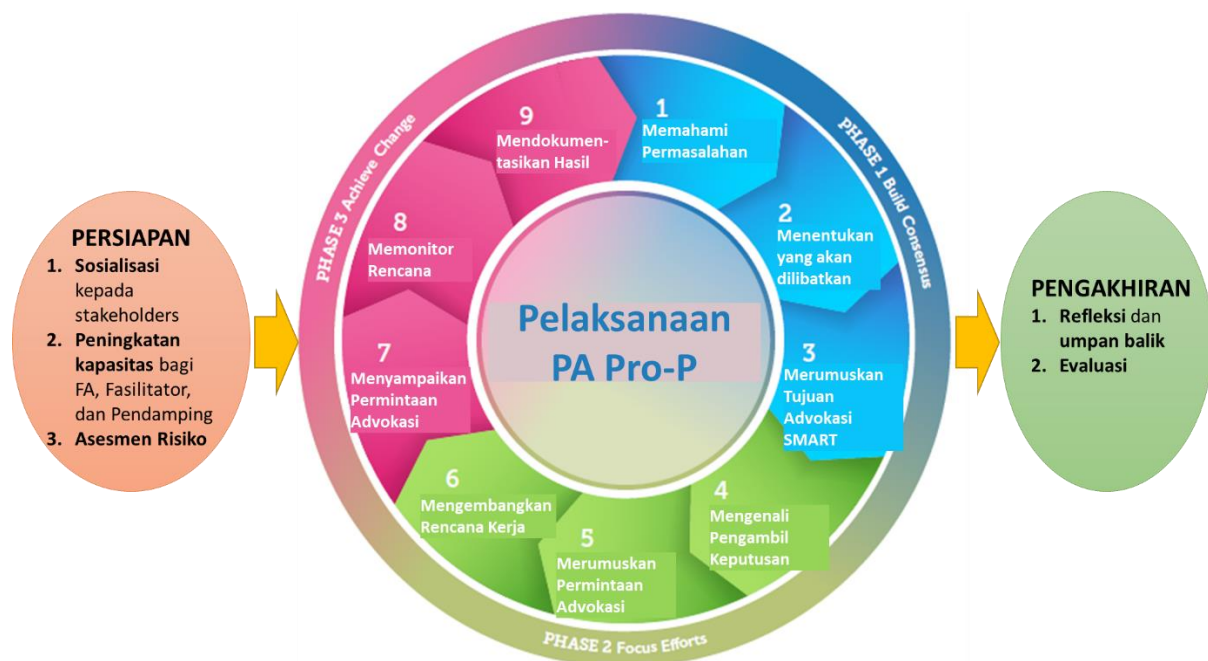 PERSIAPAN
1. Sosialisasi
kepada
stakeholders
2. Peningkatan
kapasitas bagi
FA, Fasilitator,
dan Pendamping
3. Asesmen Risiko
PHASE 1 Build Consensus
1
Memahami
Permasalahan
2
Menentukan
yang akan
dilibatkan
3
Merumuskan
Tujuan
Advokasi
SMART
PHASE 2 Focus Efforts
4
Mengenali
Pengambil
Keputusan
5
Merumuskan
Permintaan
Advokasi
6
Mengembangkan
Rencana Kerja
PHASE 3 Achieve Change
7
Menyampaikan
Permintaan
Advokasi
8
Memonitor
Rencana
9
Mendokumen-
tasikan Hasil
Pelaksanaan
PA Pro-P
PENGAKHIRAN
1. Refleksi dan
umpan balik
2. Evaluasi